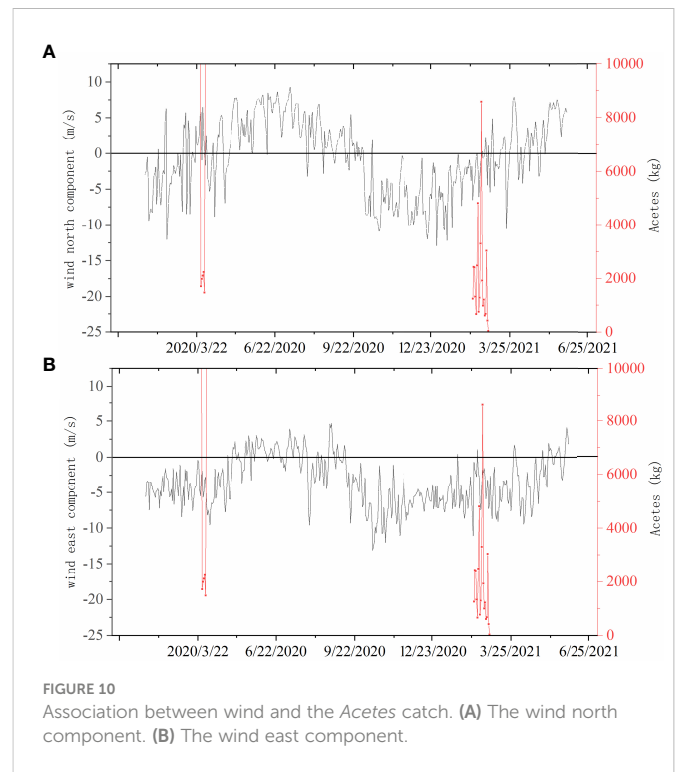 A
wind north component (m/s)
10
5
0
-5
-10
-15
-20
-25
10000
8000
6000
4000
2000
0
Acetes (kg)
2020/3/22 6/22/2020 9/22/2020 12/23/2020 3/25/2021 6/25/2021
B
wind east component (m/s)
10
5
0
-5
-10
-15
-20
-25
10000
8000
6000
4000
2000
0
Acetes (kg)
2020/3/22 6/22/2020 9/22/2020 12/23/2020 3/25/2021 6/25/2021
FIGURE 10
Association between wind and the Acetes catch. (A) The wind north
component. (B) The wind east component.